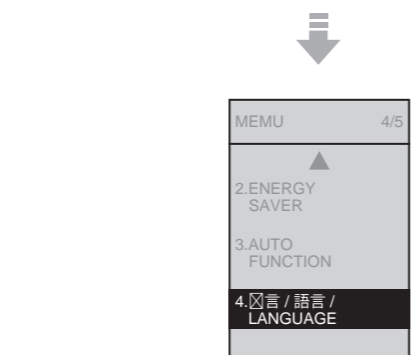 MEMU 4/5
2.ENERGY
SAVER
3.AUTO
FUNCTION
4.☒言 / 語言 /
LANGUAGE